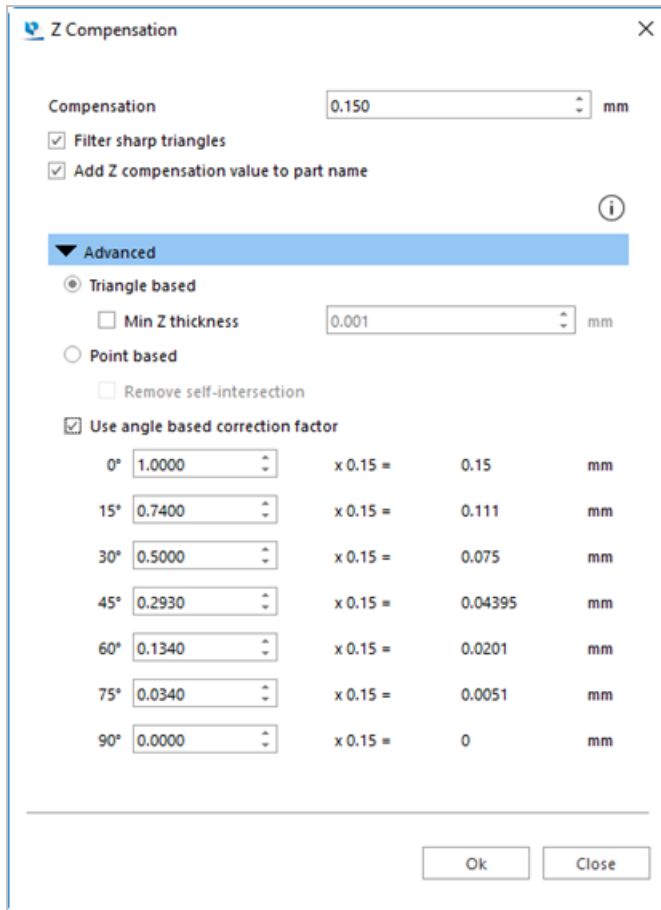 Z Compensation
Compensation 0.150 mm
Filter sharp triangles
Add Z compensation value to part name
Advanced
Triangle based
Min Z thickness 0.001 mm
Point based
Remove self-intersection
Use angle based correction factor
0° 1.0000 x 0.15 = 0.15 mm
15° 0.7400 x 0.15 = 0.111 mm
30° 0.5000 x 0.15 = 0.075 mm
45° 0.2930 x 0.15 = 0.04395 mm
60° 0.1340 x 0.15 = 0.0201 mm
75° 0.0340 x 0.15 = 0.0051 mm
90° 0.0000 x 0.15 = 0 mm
Ok Close